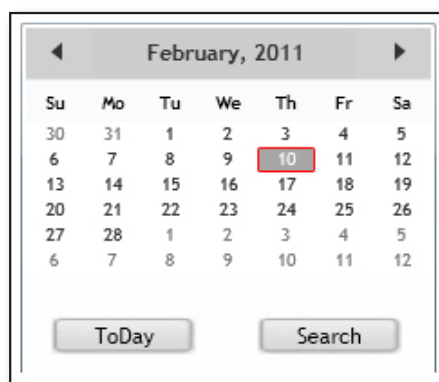 February, 2011
Su Mo Tu We Th Fr Sa
30 31 1 2 3 4 5
6 7 8 9 10 11 12
13 14 15 16 17 18 19
20 21 22 23 24 25 26
27 28 1 2 3 4 5
6 7 8 9 10 11 12
ToDay Search